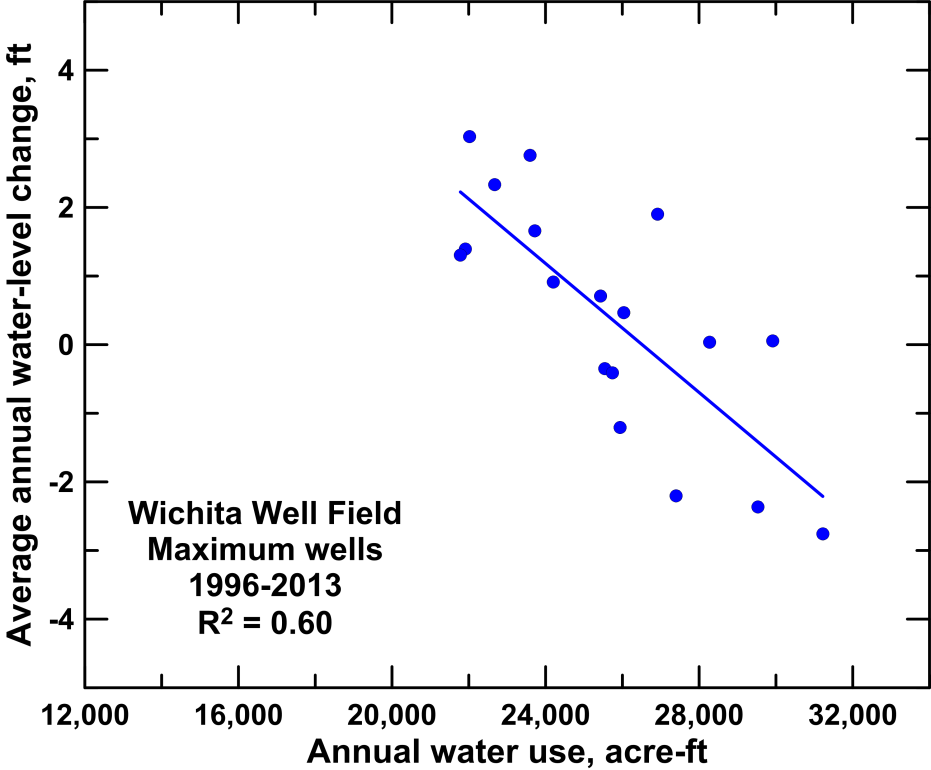 Average annual water-level change, ft
4
2
0
-2
-4
Wichita Well Field
Maximum wells
1996-2013
R² = 0.60
12,000 16,000 20,000 24,000 28,000 32,000
Annual water use, acre-ft